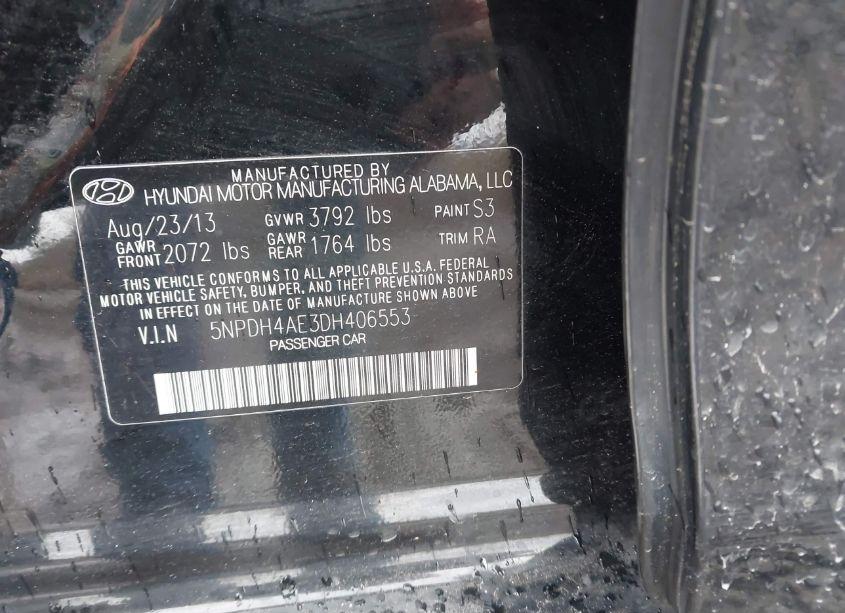 MANUFACTURED BY
HYUNDAI MOTOR MANUFACTURING ALABAMA, LLC
Aug/23/13 GVWR 3792 lbs PAINT S3
GAWR FRONT 2072 lbs GAWR REAR 1764 lbs TRIM RA
THIS VEHICLE CONFORMS TO ALL APPLICABLE U.S.A. FEDERAL
MOTOR VEHICLE SAFETY, BUMPER, AND THEFT PREVENTION STANDARDS
IN EFFECT ON THE DATE OF MANUFACTURE SHOWN ABOVE
V.I.N 5NPDH4AE3DH406553
PASSENGER CAR